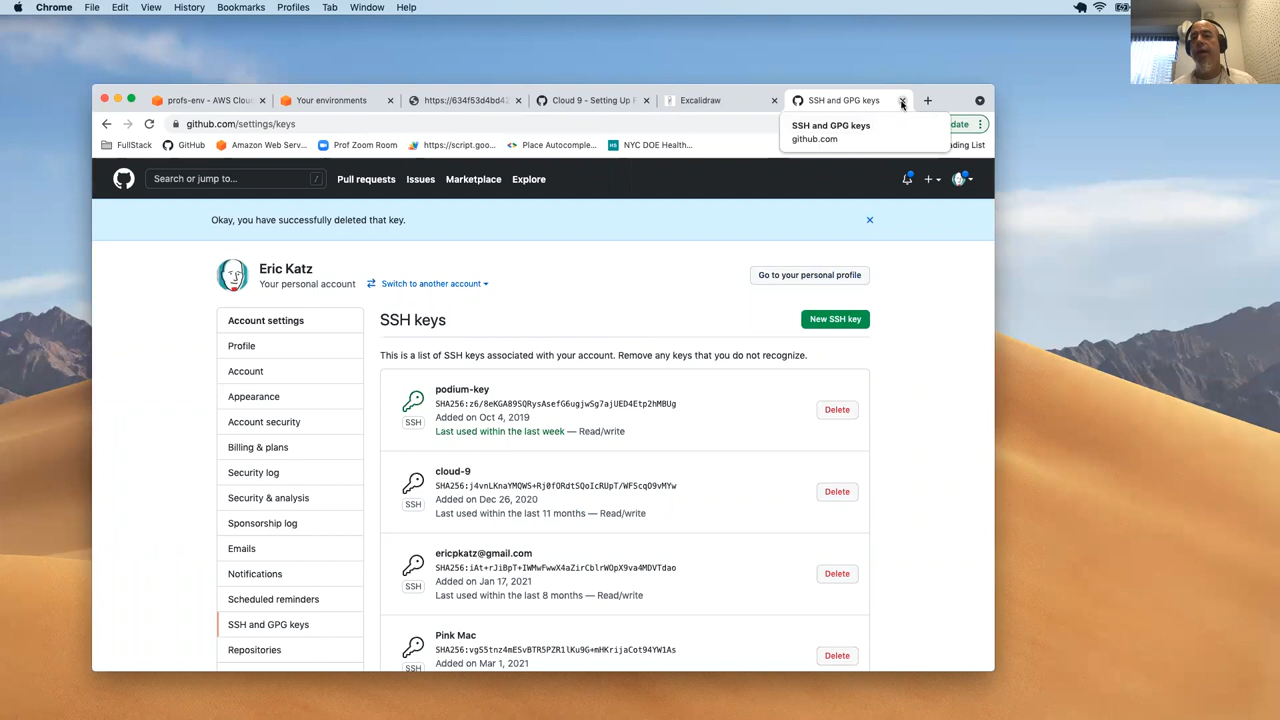 Chrome File Edit View History Bookmarks Profiles Tab Window Help
profs-env - AWS Clou
Your environments
https://634f53d4bd42
Cloud 9 - Setting Up F
Excalidraw
SSH and GPG keys
github.com/settings/keys
date
SSH and GPG keys
github.com
FullStack
GitHub
Amazon Web Serv...
Prof Zoom Room
https://script.goo...
Place Autocomple...
NYC DOE Health...
ding List
Search or jump to... /
Pull requests Issues Marketplace Explore
Okay, you have successfully deleted that key.
Eric Katz
Your personal account
Switch to another account
Go to your personal profile
Account settings
Profile
Account
Appearance
Account security
Billing & plans
Security log
Security & analysis
Sponsorship log
Emails
Notifications
Scheduled reminders
SSH and GPG keys
Repositories
SSH keys
New SSH key
This is a list of SSH keys associated with your account. Remove any keys that you do not recognize.
podium-key
SHA256:z6/8eKGA89SQRysAsefG6ugjwSg7ajUED4Etp2hMBUg
Added on Oct 4, 2019
Last used within the last week — Read/write
SSH
Delete
cloud-9
SHA256:j4vnLKnaYMQWS+Rj0fORdtSQoIcRUpT/WFScqO9vMYw
Added on Dec 26, 2020
Last used within the last 11 months — Read/write
SSH
Delete
ericpkatz@gmail.com
SHA256:iAt+rJiBpT+IWMwFwwX4aZirCblrWOpX9va4MDVTdao
Added on Jan 17, 2021
Last used within the last 8 months — Read/write
SSH
Delete
Pink Mac
SHA256:vg55tnz4mESvBTR5PZR1lKu9G+mHKrijaCot94YW1As
Added on Mar 1, 2021
SSH
Delete